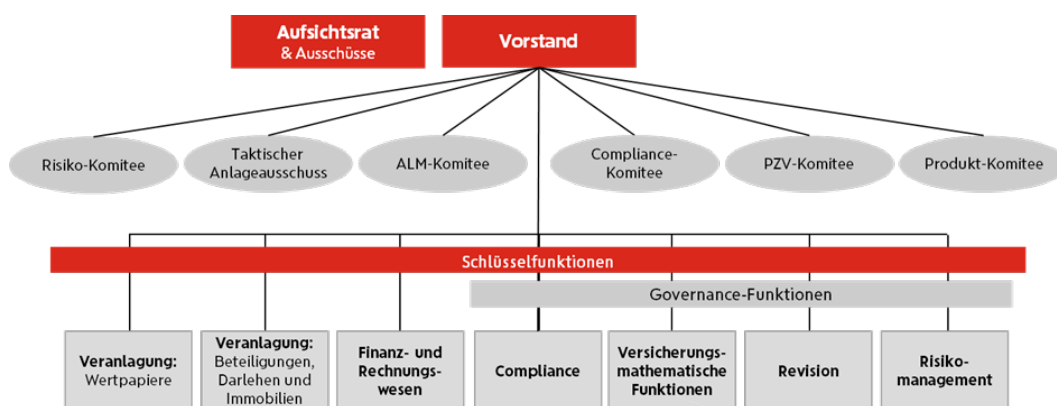 Aufsichtsrat
& Ausschüsse
Vorstand
Risiko-Komitee
Taktischer
Anlageausschuss
ALM-Komitee
Compliance-
Komitee
PZV-Komitee
Produkt-Komitee
Schlüsselfunktionen
Governance-Funktionen
Veranlagung:
Wertpapiere
Veranlagung:
Beteiligungen,
Darlehen und
Immobilien
Finanz- und
Rechnungs-
wesen
Compliance
Versicherungs-
mathematische
Funktionen
Revision
Risiko-
management